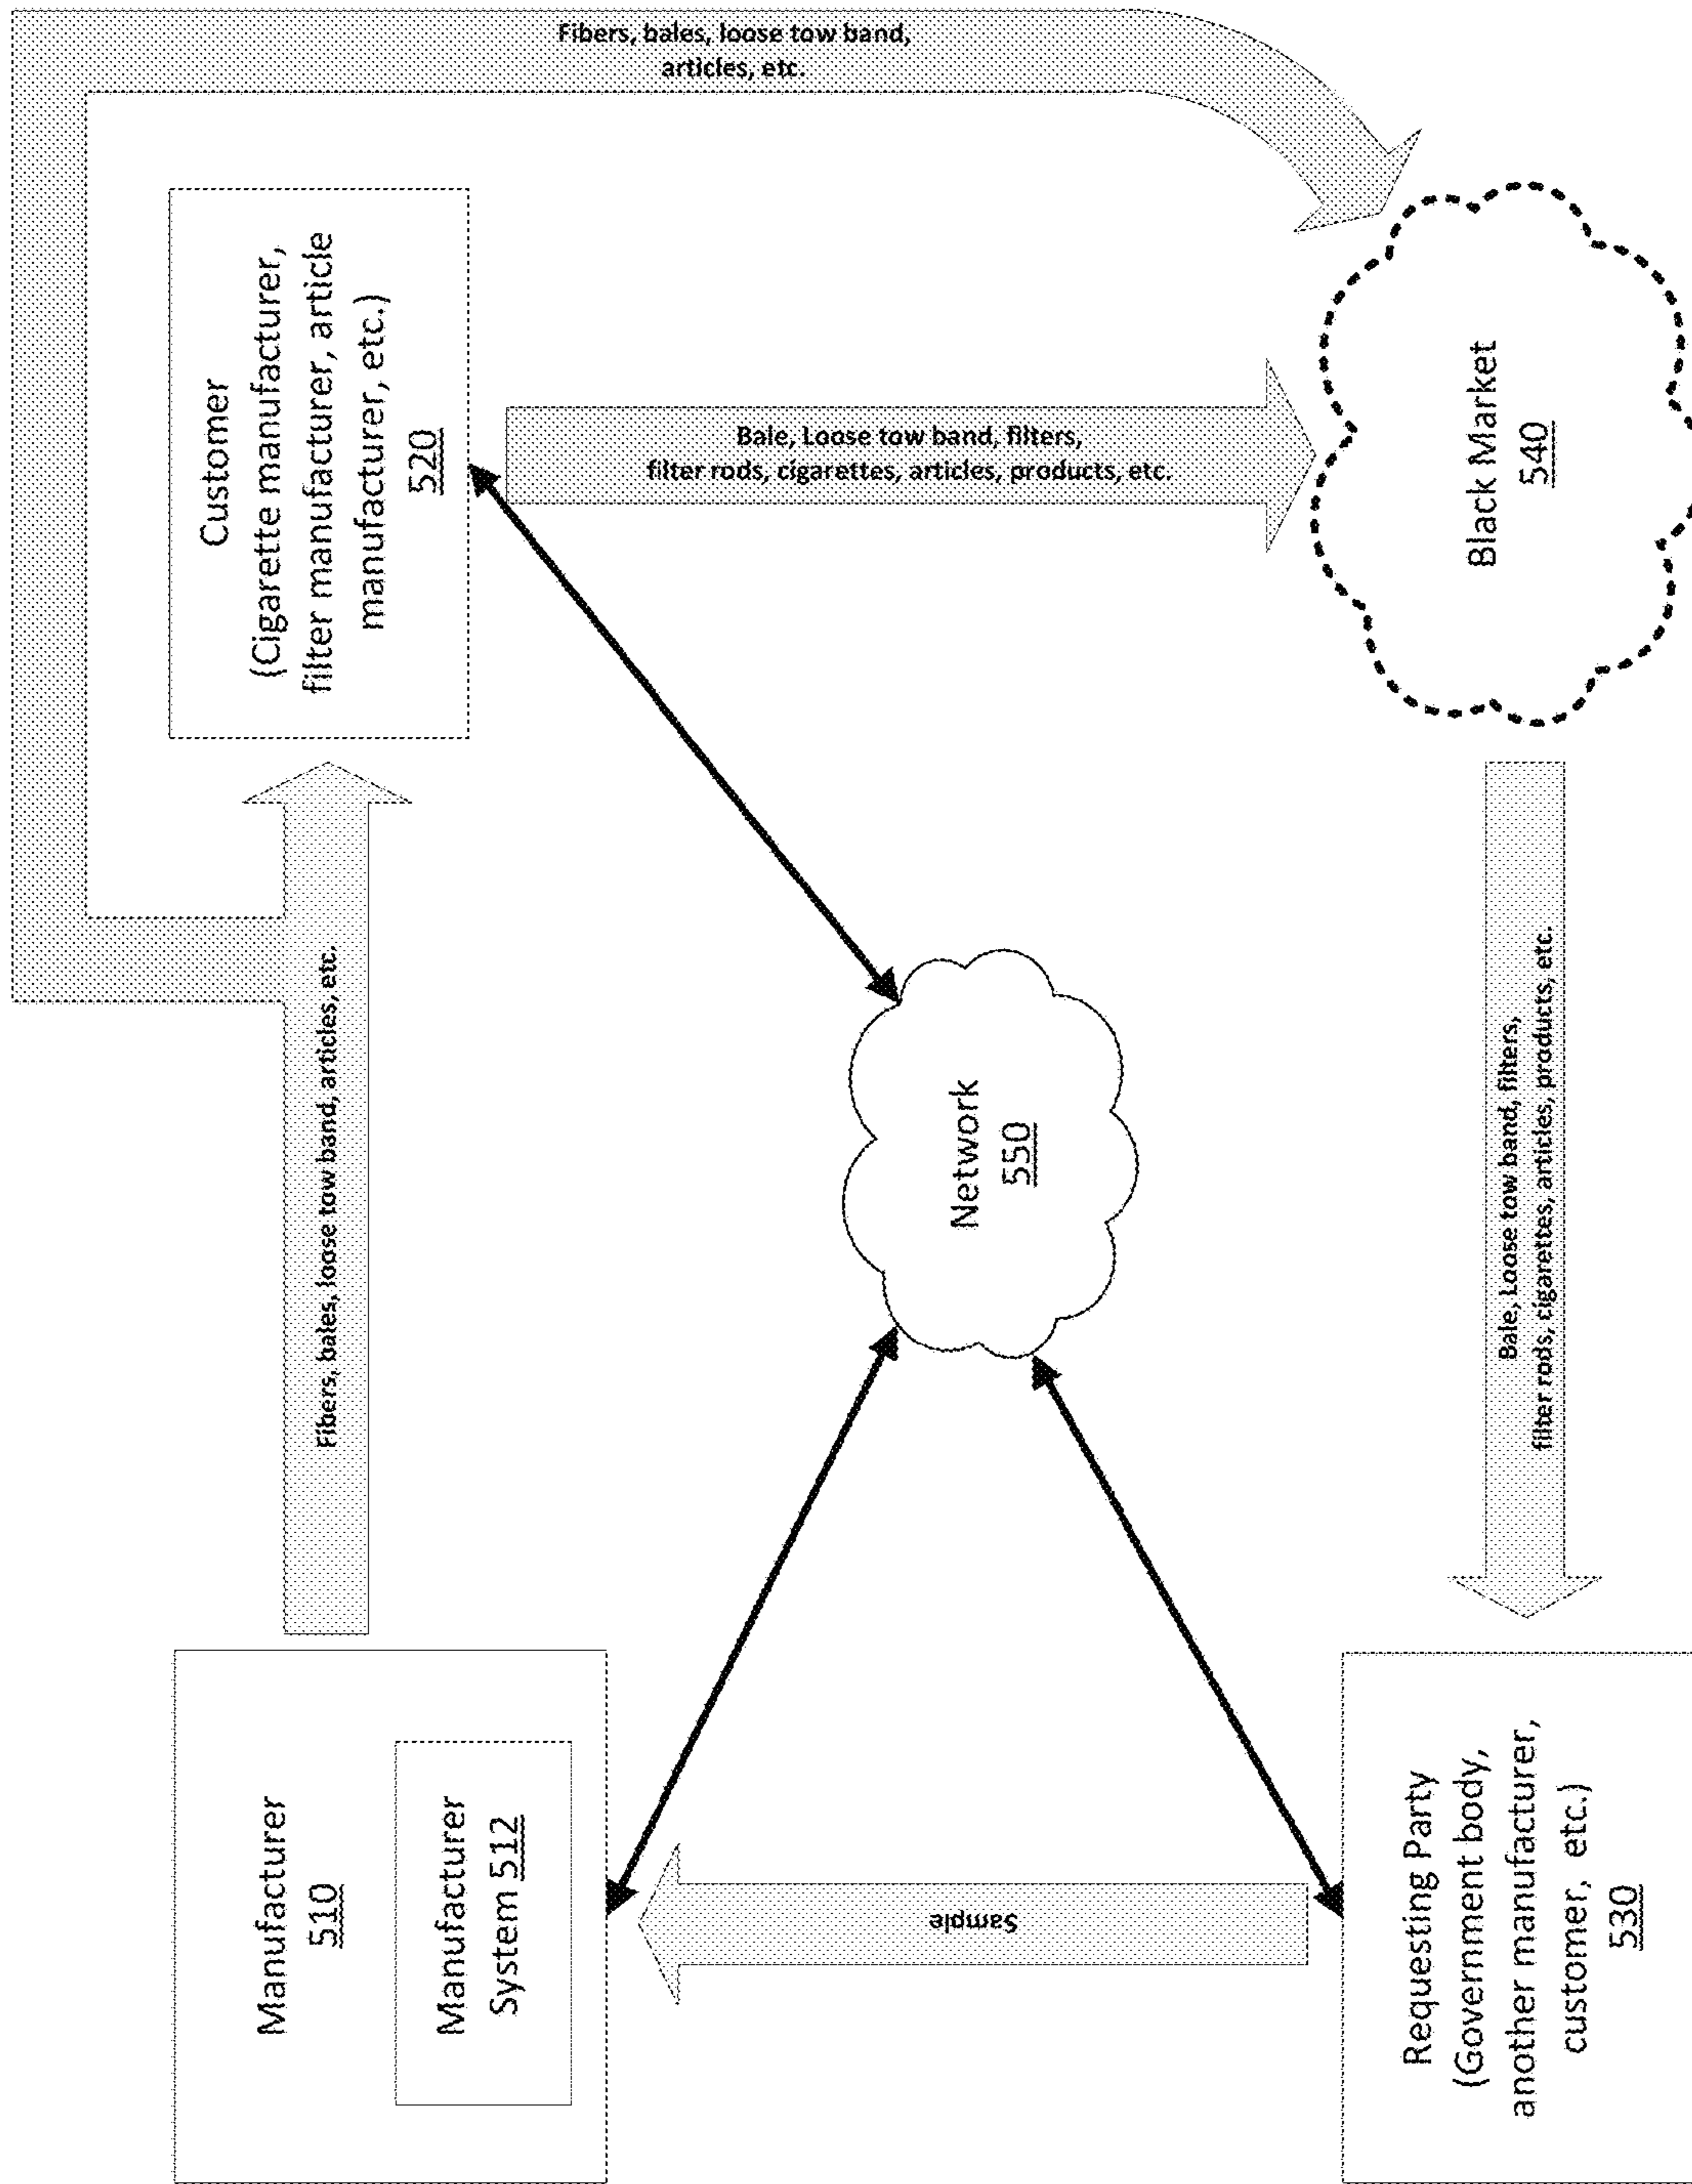 Manufacturer
510
Manufacturer
System 512
Fibers, bales, loose tow band, articles, etc.
Customer
(Cigarette manufacturer,
filter manufacturer, article
manufacturer, etc.)
520
Fibers, bales, loose tow band,
articles, etc.
Bale, Loose tow band, filters,
filter rods, cigarettes, articles, products, etc.
Network
550
Sample
Requesting Party
(Government body,
another manufacturer,
customer, etc.)
530
Bale, Loose tow band, filters,
filter rods, cigarettes, articles, products, etc.
Black Market
540